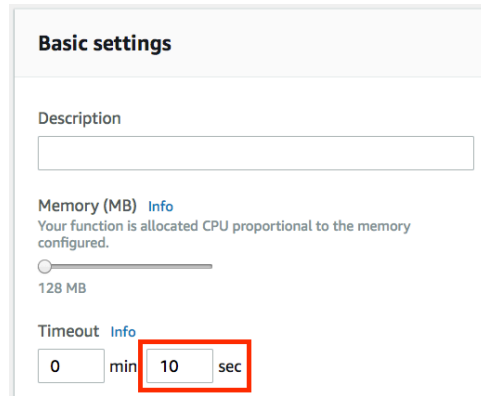 Basic settings
Description
Memory (MB) Info
Your function is allocated CPU proportional to the memory
configured.
128 MB
Timeout Info
0 min 10 sec